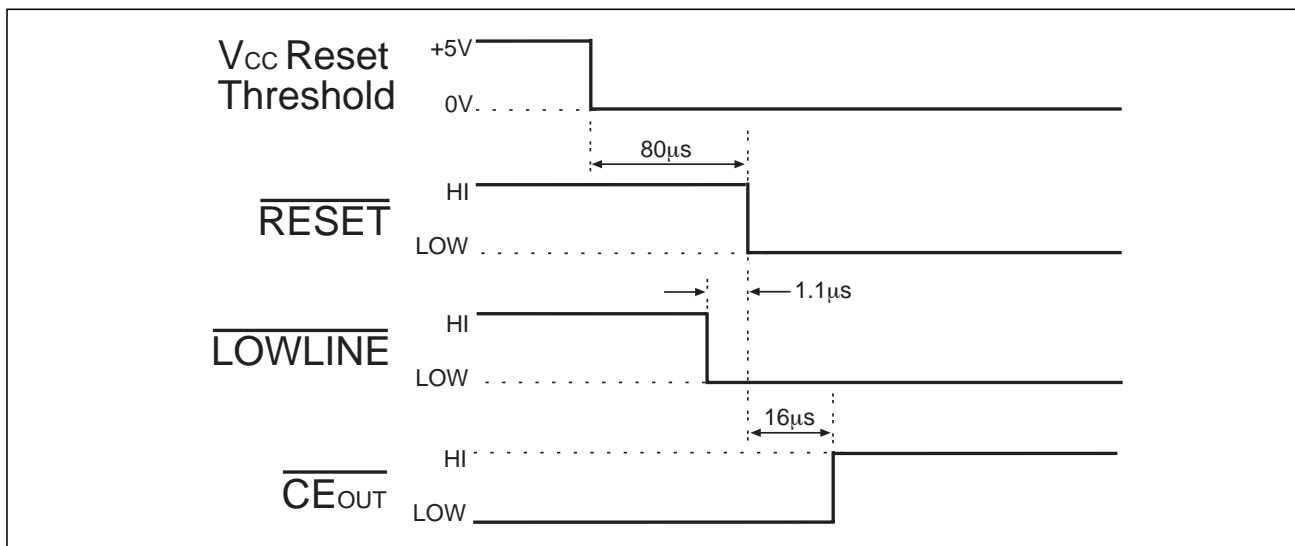 VCC Reset
Threshold
+5V
0V
80μs
RESET
HI
LOW
1.1μs
LOWLINE
HI
LOW
16μs
CEOUT
HI
LOW